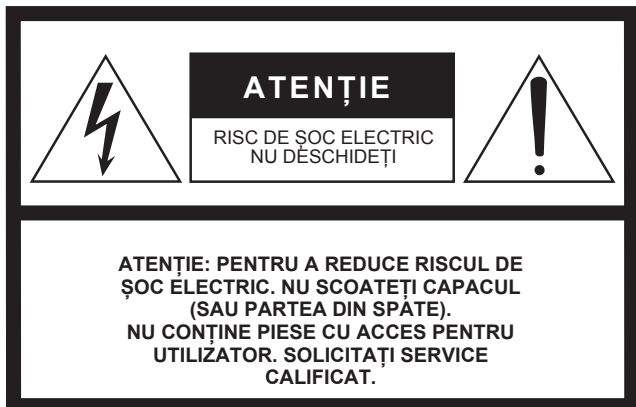 ATENȚIE
RISC DE ȘOC ELECTRIC
NU DESCHIDEȚI
ATENȚIE: PENTRU A REDUCE RISCUL DE
ȘOC ELECTRIC. NU SCOATEȚI CAPACUL
(SAU PARTEA DIN SPATE).
NU CONȚINE PIESE CU ACCES PENTRU
UTILIZATOR. SOLICITAȚI SERVICE
CALIFICAT.